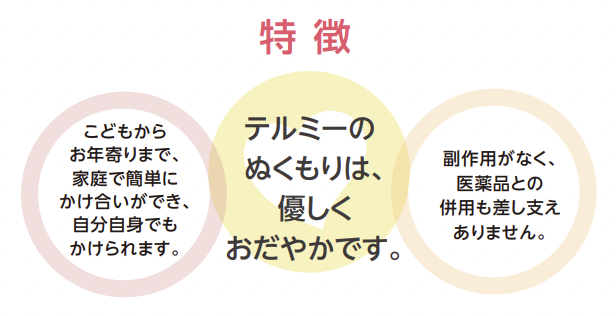 特徴
こどもから
お年寄りまで、
家庭で簡単に
かけ合いができ、
自分自身でも
かけられます。
テルミーの
ぬくもりは、
優しく
おだやかです。
副作用がなく、
医薬品との
併用も差し支え
ありません。